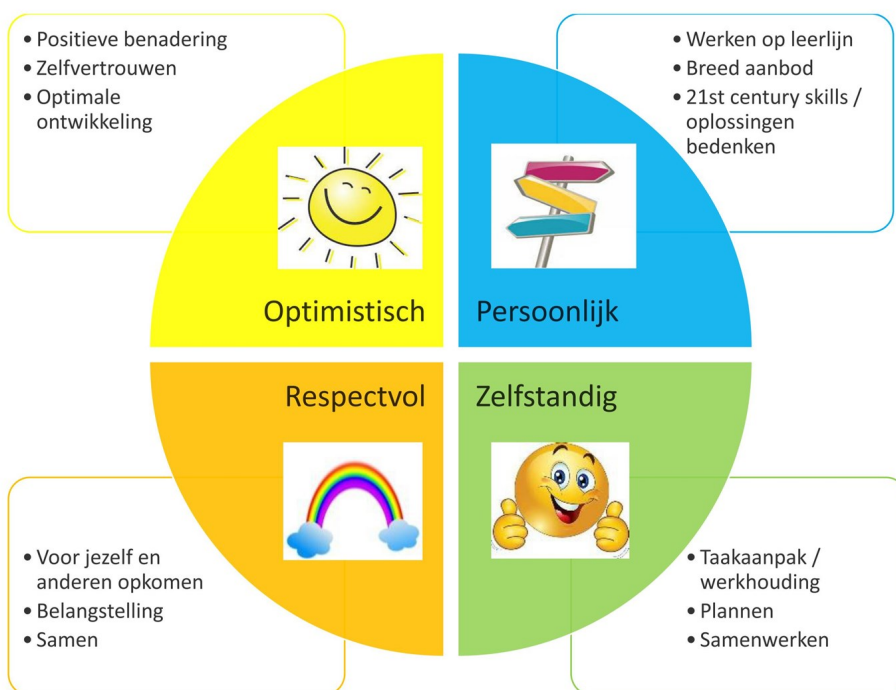 • Positieve benadering
• Zelfvertrouwen
• Optimale
ontwikkeling
• Werken op leerlijn
• Breed aanbod
• 21st century skills /
oplossingen
bedenken
Optimistisch
Persoonlijk
Respectvol
Zelfstandig
• Voor jezelf en
anderen opkomen
• Belangstelling
• Samen
• Taakaanpak /
werkhouding
• Plannen
• Samenwerken